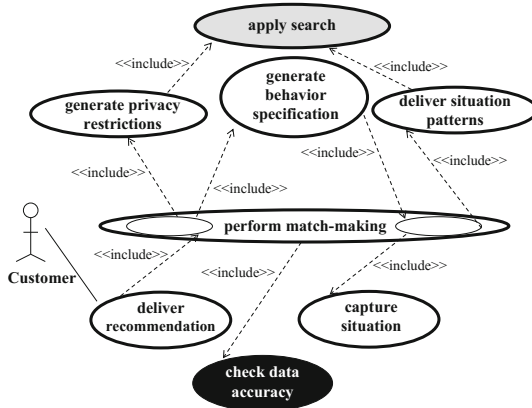 apply search
<<include>>
<<include>>
generate
behavior
specification
generate privacy
restrictions
deliver situation
patterns
<<include>>
<<include>>
<<include>>
<<include>>
perform match-making
<<include>>
<<include>>
<<include>>
Customer
deliver
recommendation
capture
situation
check data
accuracy